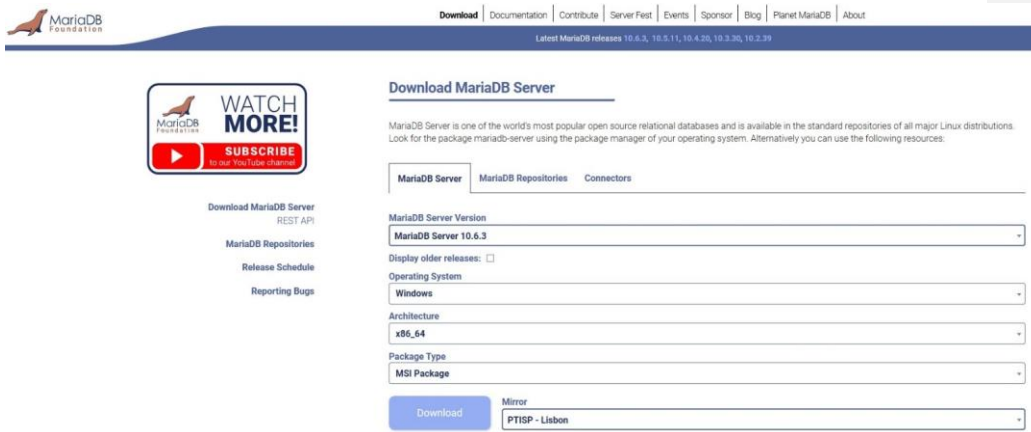 MariaDB
Foundation
Download | Documentation | Contribute | Server Fest | Events | Sponsor | Blog | Planet MariaDB | About
Latest MariaDB releases 10.6.3, 10.5.11, 10.4.20, 10.3.30, 10.2.39
MariaDB
Foundation
WATCH
MORE!
SUBSCRIBE
to our YouTube channel
Download MariaDB Server
REST API
MariaDB Repositories
Release Schedule
Reporting Bugs
Download MariaDB Server
MariaDB Server is one of the world's most popular open source relational databases and is available in the standard repositories of all major Linux distributions.
Look for the package mariadb-server using the package manager of your operating system. Alternatively you can use the following resources:
MariaDB Server MariaDB Repositories Connectors
MariaDB Server Version
MariaDB Server 10.6.3
Display older releases:
Operating System
Windows
Architecture
x86_64
Package Type
MSI Package
Download
Mirror
PTISP - Lisbon